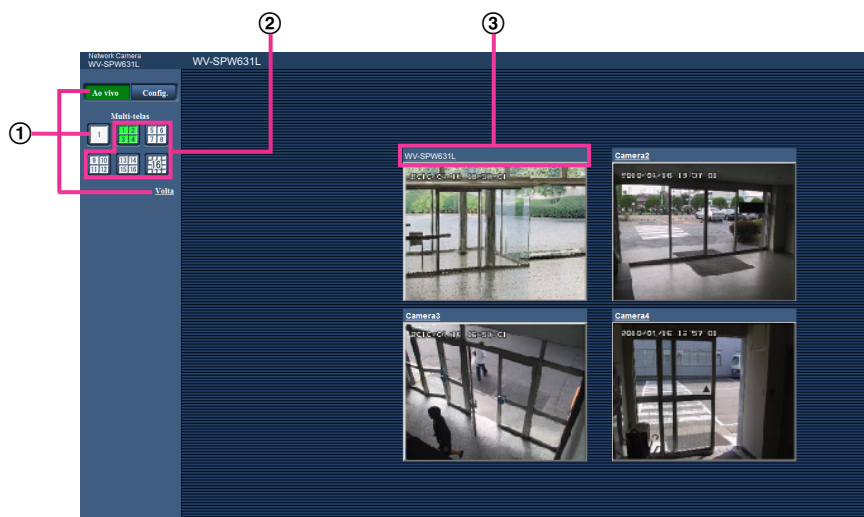 ② ③
Network Camera
WV-SPW631L
WV-SPW631L
Ao vivo Config.
Multi-telas
①
1
1 2
3 4
5 6
7 8
9 10
11 12
13 14
15 16
16
Volta
WV-SPW631L
Camera2
Camera3
Camera4